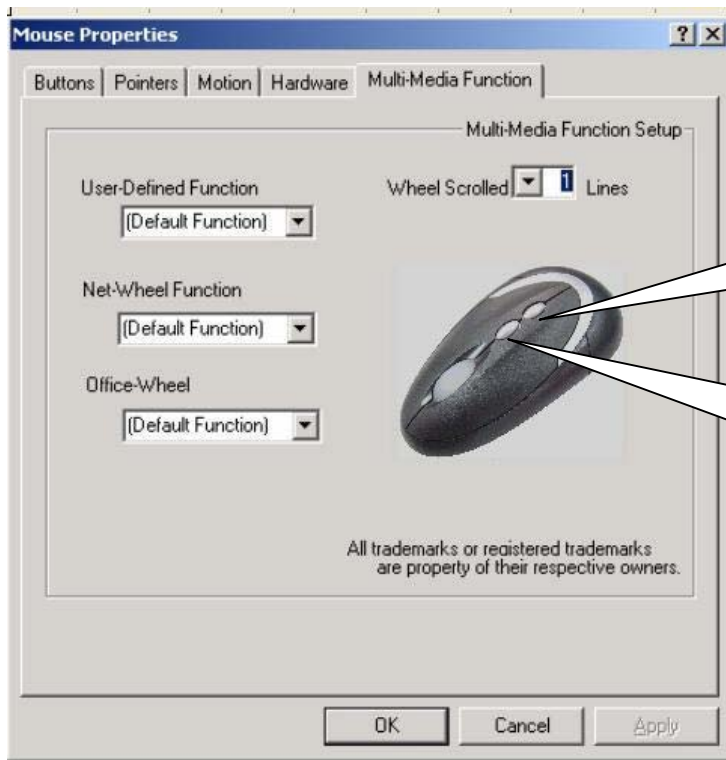 Mouse Properties
Buttons Pointers Motion Hardware Multi-Media Function
Multi-Media Function Setup
User-Defined Function
(Default Function)
Wheel Scrolled 1 Lines
Net-Wheel Function
(Default Function)
Office-Wheel
(Default Function)
All trademarks or registered trademarks
are property of their respective owners.
OK Cancel Apply